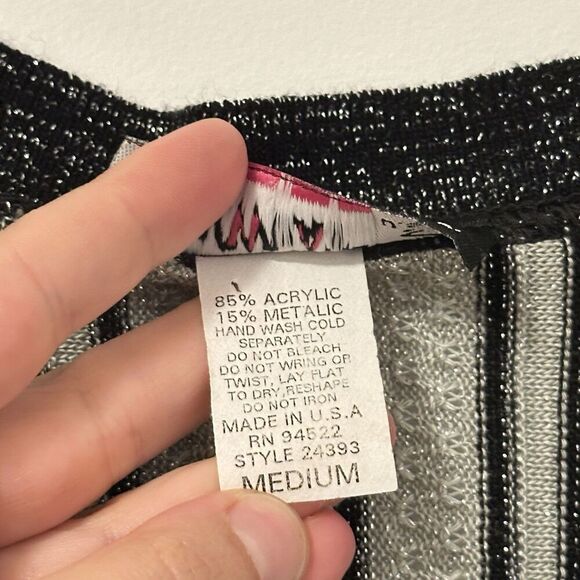 85% ACRYLIC
15% METALIC
HAND WASH COLD
SEPARATELY
DO NOT BLEACH
DO NOT WRING OR
TWIST, LAY FLAT
TO DRY,RESHAPE
DO NOT IRON
MADE IN U.S.A
RN 94522
STYLE 24393
MEDIUM